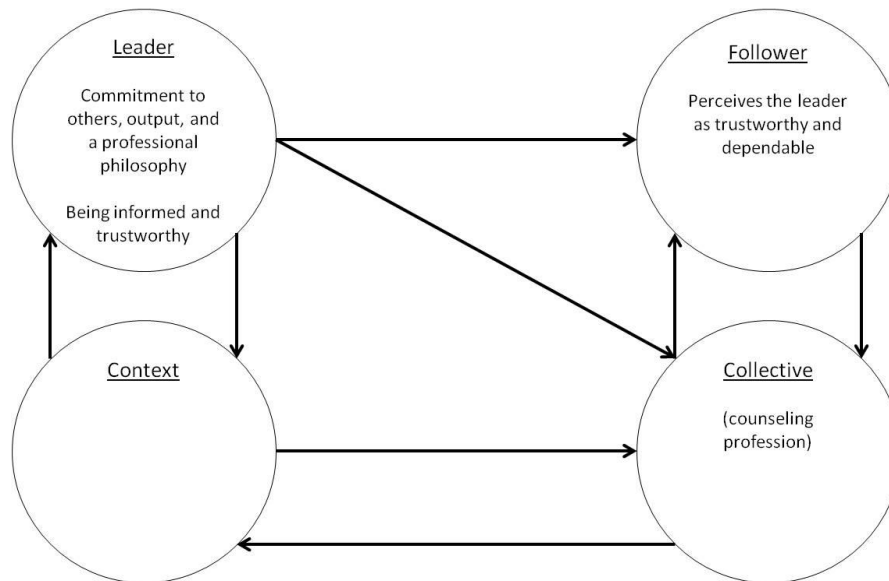 Leader
Commitment to
others, output, and
a professional
philosophy
Being informed and
trustworthy
Follower
Perceives the leader
as trustworthy and
dependable
Context
Collective
(counseling
profession)